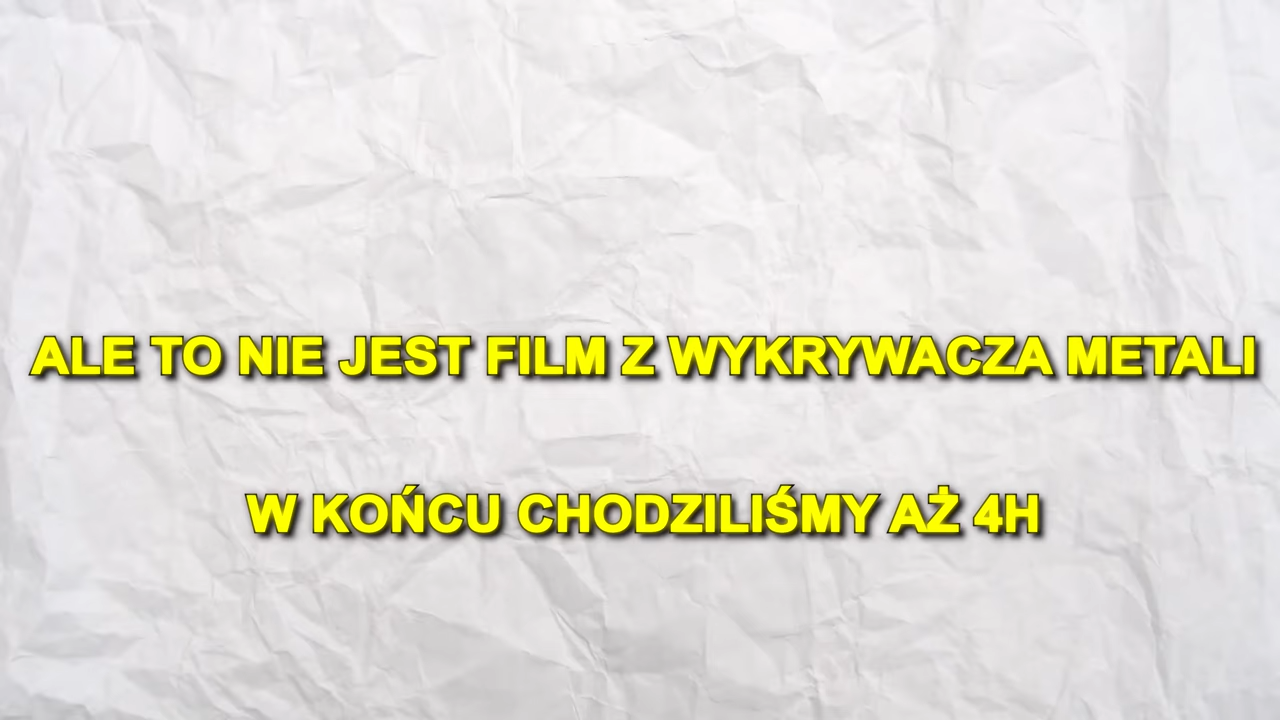 ALE TO NIE JEST FILM Z WYKRYWACZA METALI
W KOŃCU CHODZILIŚMY AŻ 4H